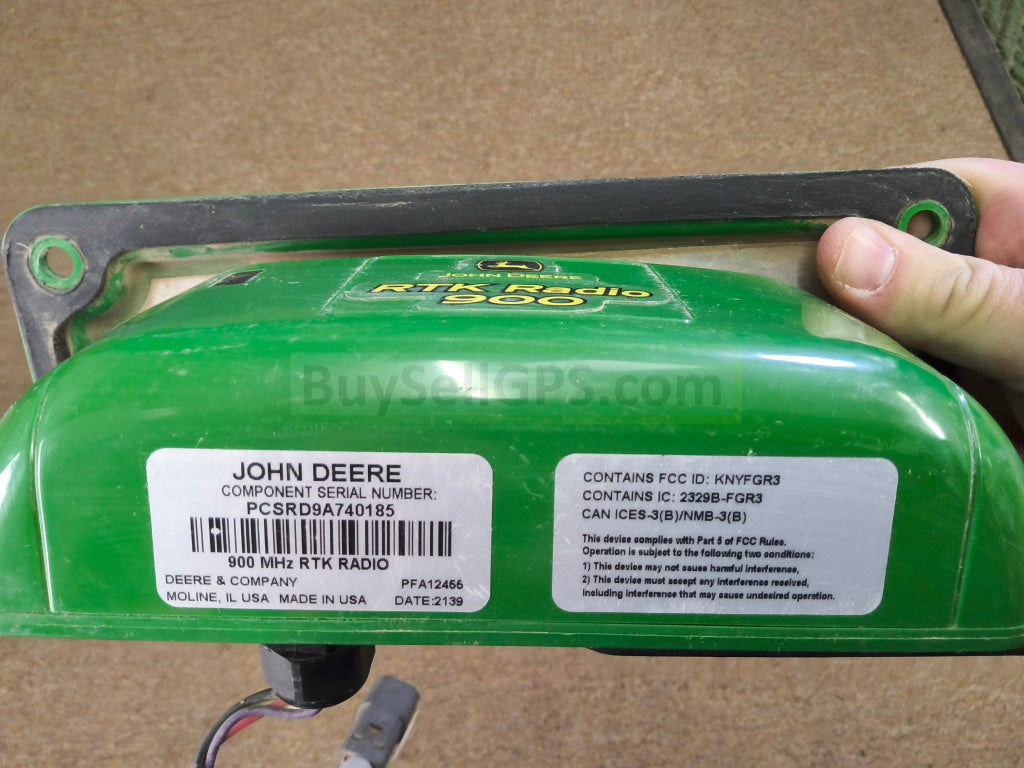 JOHN DEERE
RTK Radio
900
BuySellGPS.com
JOHN DEERE
COMPONENT SERIAL NUMBER:
PCSRD9A740185
900 MHz RTK RADIO
DEERE & COMPANY PFA12456
MOLINE, IL USA MADE IN USA DATE:2139
CONTAINS FCC ID: KNYFGR3
CONTAINS IC: 2329B-FGR3
CAN ICES-3(B)/NMB-3(B)
This device complies with Part 5 of FCC Rules.
Operation is subject to the following two conditions:
1) This device may not cause harmful interference,
2) This device must accept any interference received,
including interference that may cause undesired operation.